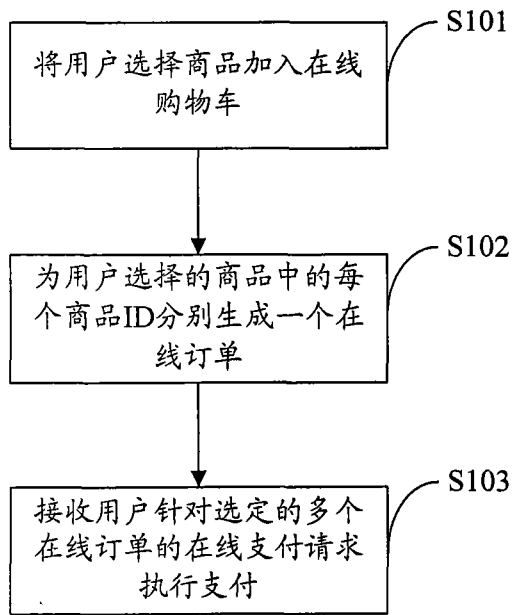 S101
将用户选择商品加入在线
购物车
S102
为用户选择的商品中的每
个商品ID分别生成一个在
线订单
S103
接收用户针对选定的多个
在线订单的在线支付请求
执行支付